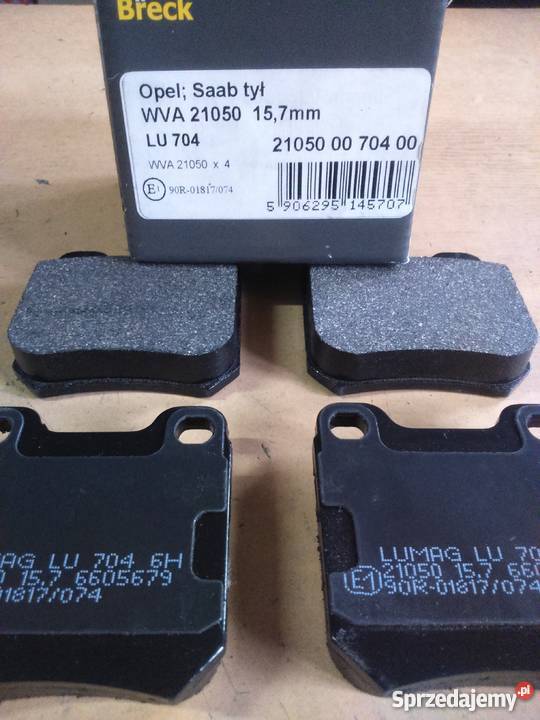 Breck
Opel; Saab tył
WVA 21050 15,7mm
LU 704 21050 00 704 00
WVA 21050 x 4
E1 90R-01817/074
5 906295 145707
LU 704 6H
15.7 6605679
01817/074
LUMAG LU
21050 15.7
E1 90R-01817/074
Sprzedajemy.pl